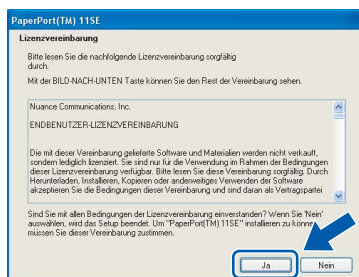 PaperPort(TM) 11SE
Lizenzvereinbarung
Bitte lesen Sie die nachfolgende Lizenzvereinbarung sorgfältig
durch.
Mit der BILD-NACH-UNTEN Taste können Sie den Rest der Vereinbarung sehen.
Nuance Communications, Inc.
ENDBENUTZER-LIZENZVEREINBARUNG
Die mit dieser Vereinbarung gelieferte Software und Materialien werden nicht verkauft,
sondern lediglich lizenziert. Sie sind nur für die Verwendung im Rahmen der Bedingungen
dieser Lizenzvereinbarung verfügbar. Bitte lesen Sie diese Vereinbarung sorgfältig. Durch
Herunterladen, Installieren, Kopieren oder anderweitiges Verwenden der Software
akzeptieren Sie die Bedingungen dieser Vereinbarung und sind daran als Vertragspartei
Sind Sie mit allen Bedingungen der Lizenzvereinbarung einverstanden? Wenn Sie 'Nein'
auswählen, wird das Setup beendet. Um "PaperPort(TM) 11SE" installieren zu könne
müssen Sie dieser Vereinbarung zustimmen.
Ja
Nein